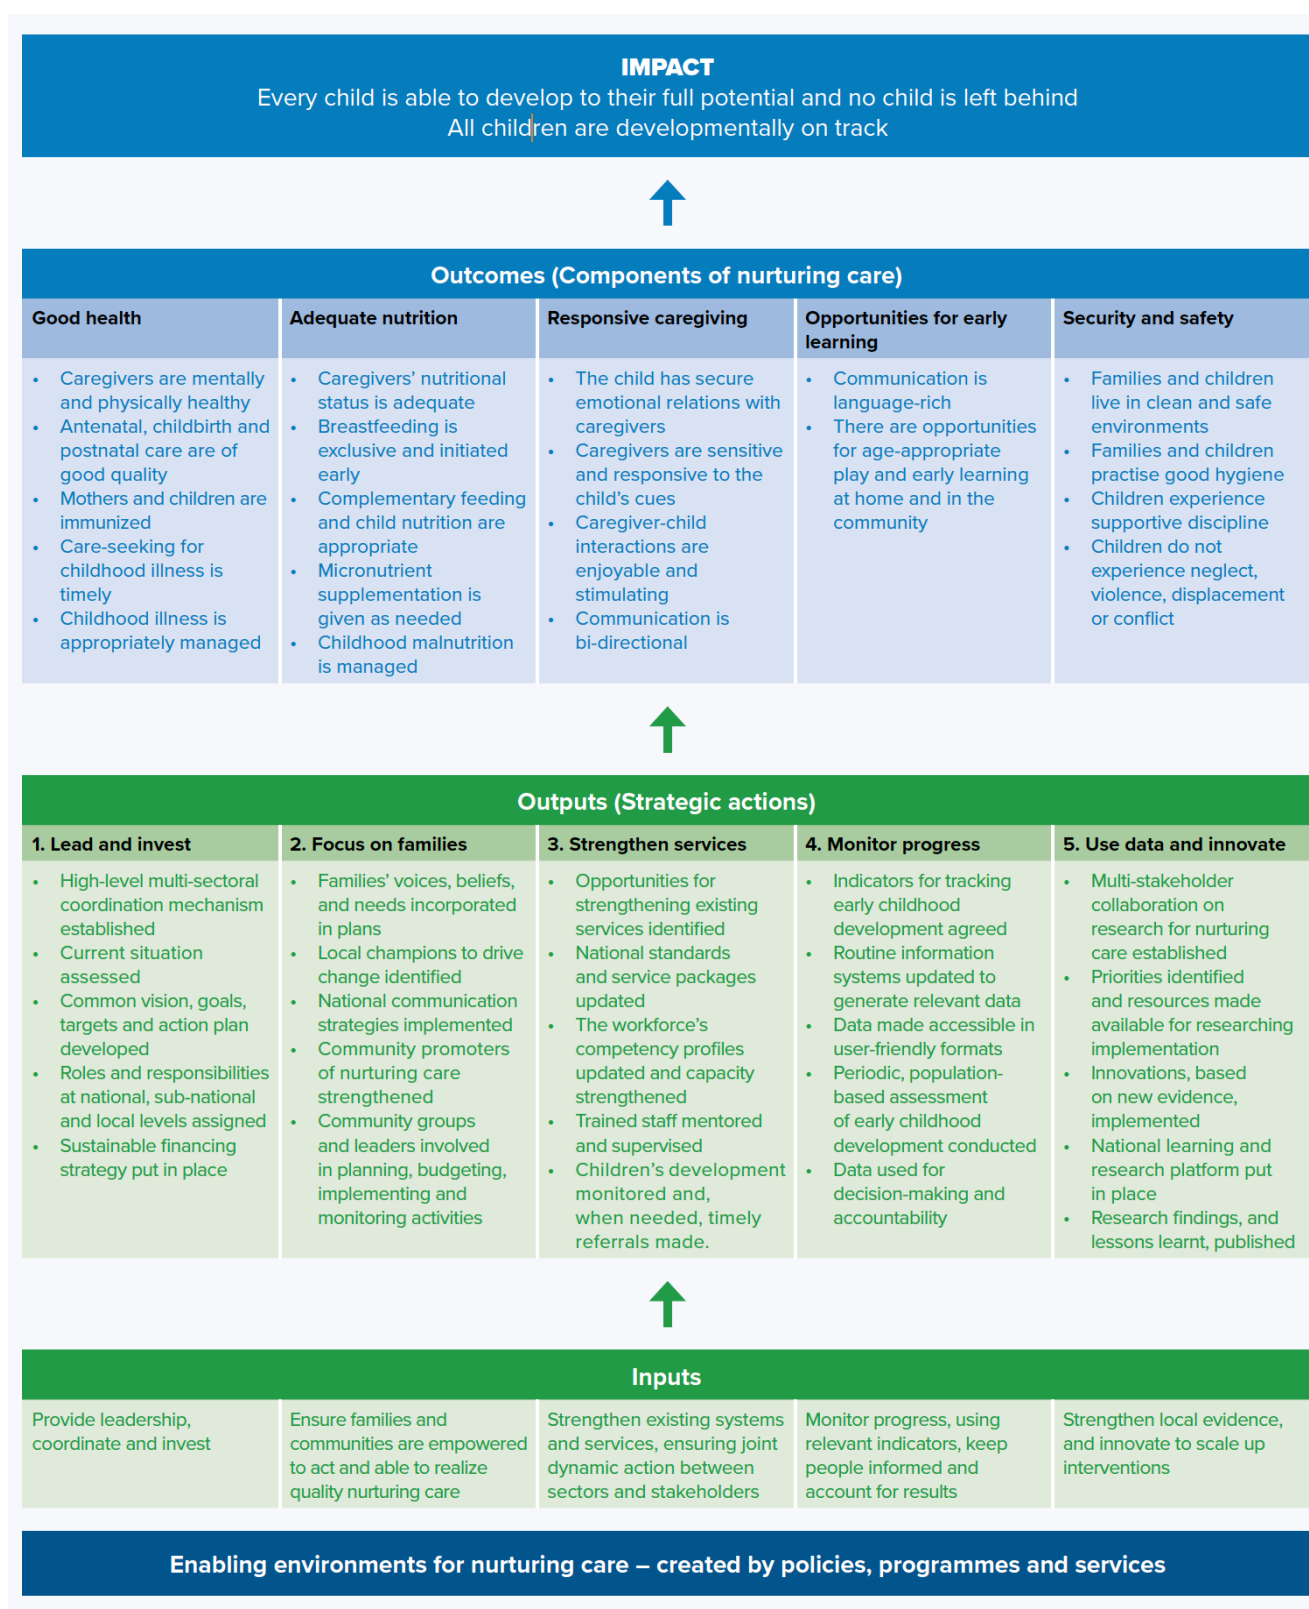 IMPACT
Every child is able to develop to their full potential and no child is left behind
All children are developmentally on track
Outcomes (Components of nurturing care)
Good health
• Caregivers are mentally
and physically healthy
• Antenatal, childbirth and
postnatal care are of
good quality
• Mothers and children are
immunized
• Care-seeking for
childhood illness is
timely
• Childhood illness is
appropriately managed
Adequate nutrition
• Caregivers’ nutritional
status is adequate
• Breastfeeding is
exclusive and initiated
early
• Complementary feeding
and child nutrition are
appropriate
• Micronutrient
supplementation is
given as needed
• Childhood malnutrition
is managed
Responsive caregiving
• The child has secure
emotional relations with
caregivers
• Caregivers are sensitive
and responsive to the
child’s cues
• Caregiver-child
interactions are
enjoyable and
stimulating
• Communication is
bi-directional
Opportunities for early
learning
• Communication is
language-rich
• There are opportunities
for age-appropriate
play and early learning
at home and in the
community
Security and safety
• Families and children
live in clean and safe
environments
• Families and children
practise good hygiene
• Children experience
supportive discipline
• Children do not
experience neglect,
violence, displacement
or conflict
Outputs (Strategic actions)
1. Lead and invest
• High-level multi-sectoral
coordination mechanism
established
• Current situation
assessed
• Common vision, goals,
targets and action plan
developed
• Roles and responsibilities
at national, sub-national
and local levels assigned
• Sustainable financing
strategy put in place
2. Focus on families
• Families’ voices, beliefs,
and needs incorporated
in plans
• Local champions to drive
change identified
• National communication
strategies implemented
• Community promoters
of nurturing care
strengthened
• Community groups
and leaders involved
in planning, budgeting,
implementing and
monitoring activities
3. Strengthen services
• Opportunities for
strengthening existing
services identified
• National standards
and service packages
updated
• The workforce’s
competency profiles
updated and capacity
strengthened
• Trained staff mentored
and supervised
• Children’s development
monitored and,
when needed, timely
referrals made.
4. Monitor progress
• Indicators for tracking
early childhood
development agreed
• Routine information
systems updated to
generate relevant data
• Data made accessible in
user-friendly formats
• Periodic, population-
based assessment
of early childhood
development conducted
• Data used for
decision-making and
accountability
5. Use data and innovate
• Multi-stakeholder
collaboration on
research for nurturing
care established
• Priorities identified
and resources made
available for researching
implementation
• Innovations, based
on new evidence,
implemented
• National learning and
research platform put
in place
• Research findings, and
lessons learnt, published
Inputs
Provide leadership,
coordinate and invest
Ensure families and
communities are empowered
to act and able to realize
quality nurturing care
Strengthen existing systems
and services, ensuring joint
dynamic action between
sectors and stakeholders
Monitor progress, using
relevant indicators, keep
people informed and
account for results
Strengthen local evidence,
and innovate to scale up
interventions
Enabling environments for nurturing care – created by policies, programmes and services